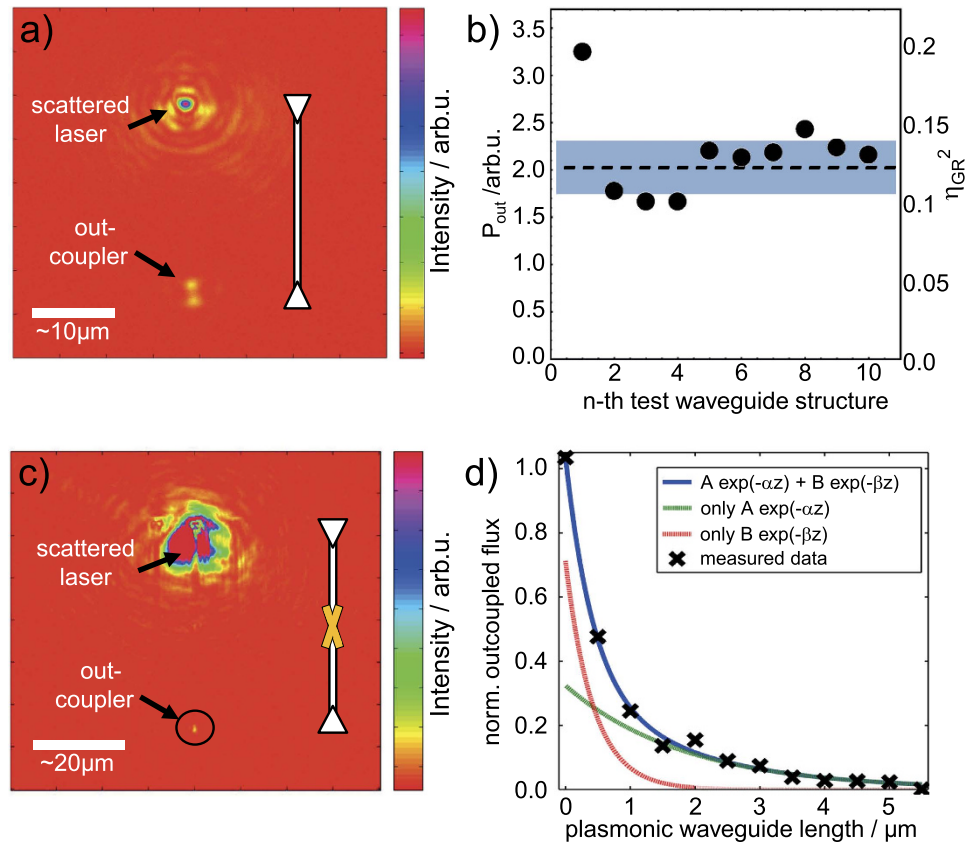 a)
scattered
laser
out-
coupler
~10µm
Intensity / arb.u.
b)
3.5
3.0
2.5
2.0
1.5
1.0
0.5
0.0
P_out /arb.u.
0.2
0.15
0.1
0.05
0.0
η_GR²
0 2 4 6 8 10
n-th test waveguide structure
c)
scattered
laser
out-
coupler
~20µm
Intensity / arb.u.
d)
1.0
0.8
0.6
0.4
0.2
0.0
norm. outcoupled flux
A exp(-αz) + B exp(-βz)
only A exp(-αz)
only B exp(-βz)
measured data
0 1 2 3 4 5
plasmonic waveguide length / µm